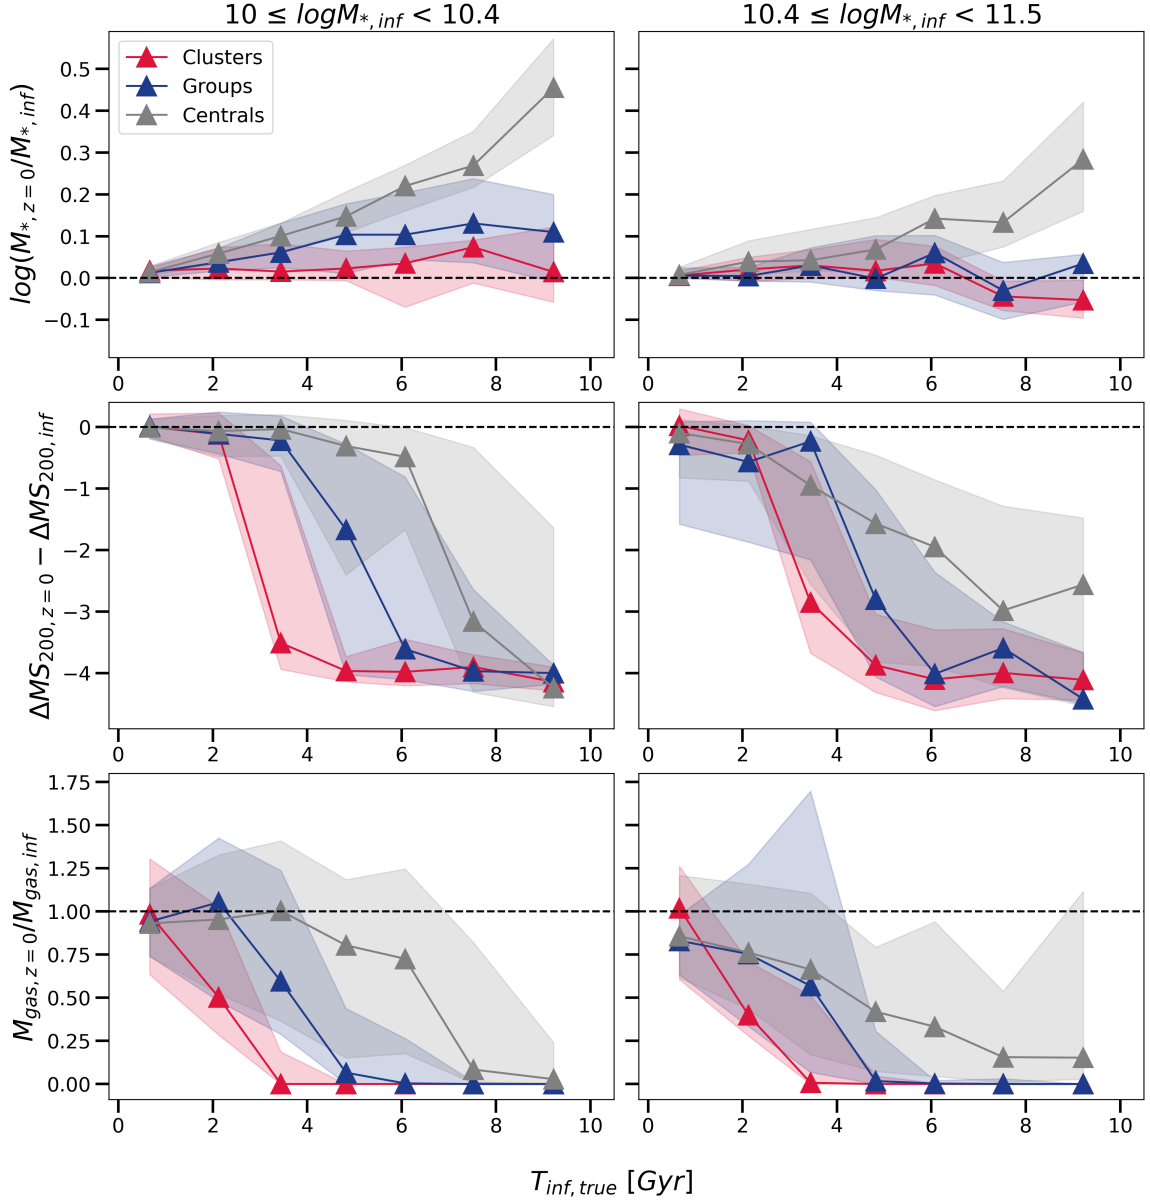 10 ≤ logM*,inf < 10.4
10.4 ≤ logM*,inf < 11.5
log(M*,z=0/M*,inf)
0.5
0.4
0.3
0.2
0.1
0.0
−0.1
Clusters
Groups
Centrals
0 2 4 6 8 10
0 2 4 6 8 10
ΔMS200,z=0 − ΔMS200,inf
0
−1
−2
−3
−4
0 2 4 6 8 10
0 2 4 6 8 10
Mgas,z=0/Mgas,inf
1.75
1.50
1.25
1.00
0.75
0.50
0.25
0.00
0 2 4 6 8 10
0 2 4 6 8 10
Tinf,true [Gyr]